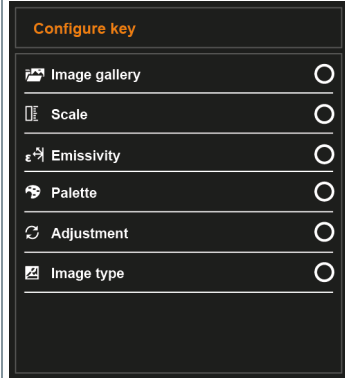 Configure key
Image gallery
Scale
ε Emissivity
Palette
Adjustment
Image type